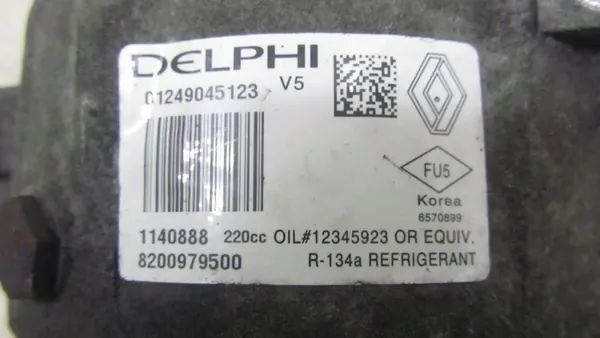 DELPHI
V5
01249045123
FU5
Korea
6570899
1140888 220cc OIL#12345923 OR EQUIV.
8200979500 R-134a REFRIGERANT